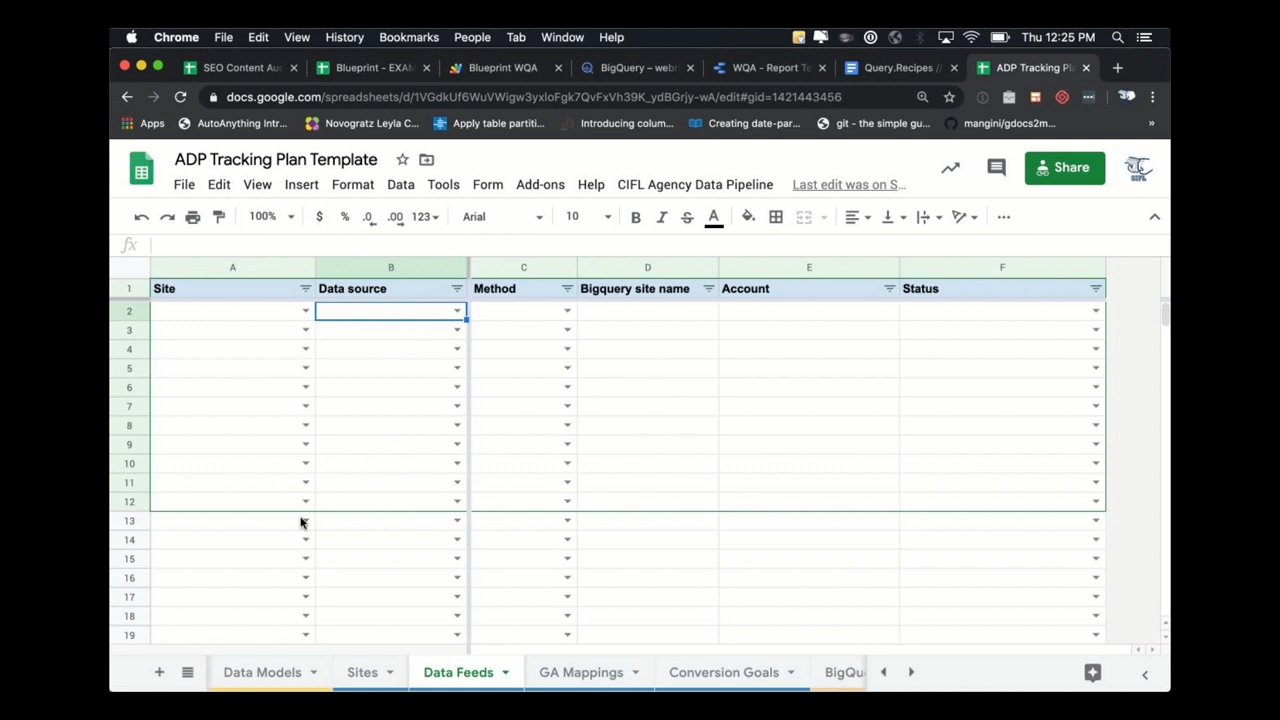 Chrome File Edit View History Bookmarks People Tab Window Help Thu 12:25 PM
SEO Content Au Blueprint - EXA Blueprint WQA BigQuery – web WQA - Report Te Query.Recipes // ADP Tracking Pl
docs.google.com/spreadsheets/d/1VGdkUf6WuVWigw3yxIoFgk7QvFxVh39K_ydBGrjy-wA/edit#gid=1421443456
Apps AutoAnything Intr... Novogratz Leyla C... Apply table partiti... Introducing colum... Creating date-par... git - the simple gu... mangini/gdocs2m... »
ADP Tracking Plan Template
File Edit View Insert Format Data Tools Form Add-ons Help CIFL Agency Data Pipeline Last edit was on S...
Share
100% $ % .0 .00 123 Arial 10 B I S A
fx
A B C D E F
1 Site Data source Method Bigquery site name Account Status
2
3
4
5
6
7
8
9
10
11
12
13
14
15
16
17
18
19
+ Data Models Sites Data Feeds GA Mappings Conversion Goals BigQu